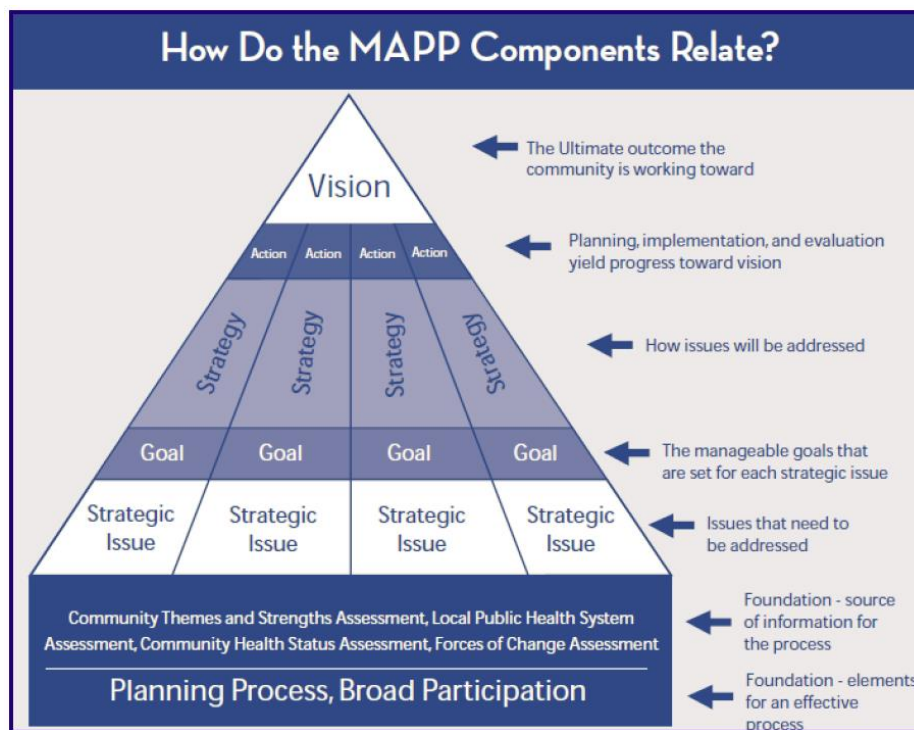 How Do the MAPP Components Relate?
Vision
The Ultimate outcome the
community is working toward
Action Action Action Action
Planning, implementation, and evaluation
yield progress toward vision
Strategy Strategy Strategy Strategy
How issues will be addressed
Goal Goal Goal Goal
The manageable goals that
are set for each strategic issue
Strategic Issue
Strategic Issue
Strategic Issue
Strategic Issue
Issues that need to
be addressed
Community Themes and Strengths Assessment, Local Public Health System
Assessment, Community Health Status Assessment, Forces of Change Assessment
Foundation - source
of information for
the process
Planning Process, Broad Participation
Foundation - elements
for an effective
process